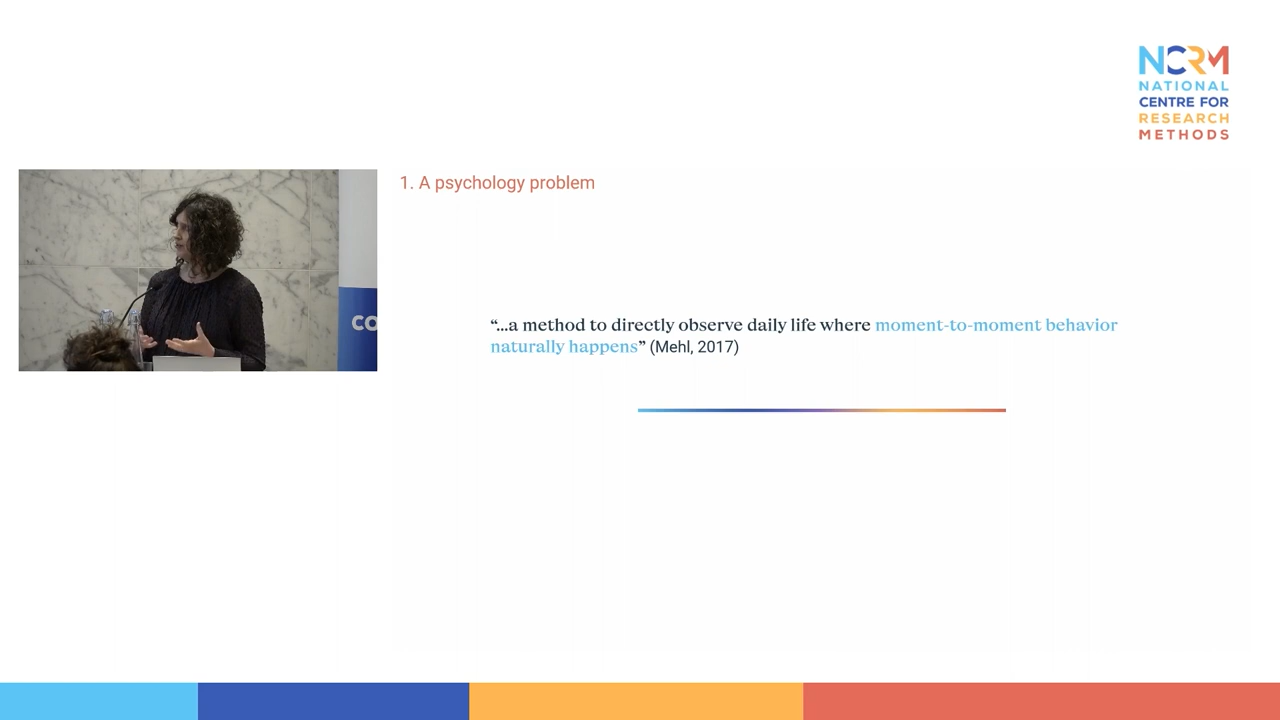 NCRM
NATIONAL
CENTRE FOR
RESEARCH
METHODS
1. A psychology problem
“...a method to directly observe daily life where moment-to-moment behavior
naturally happens” (Mehl, 2017)
CO